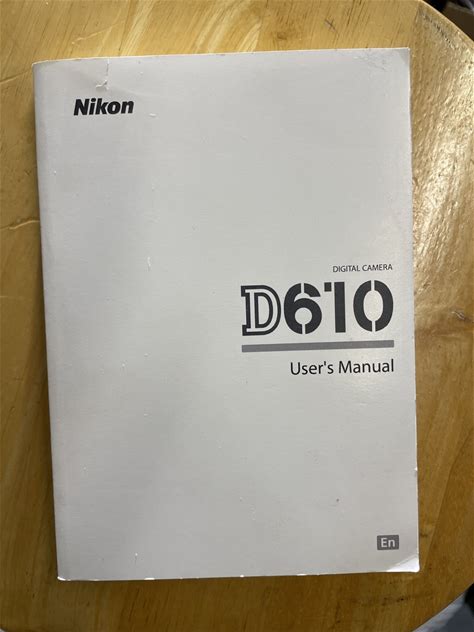 Nikon
DIGITAL CAMERA
D610
User's Manual
En